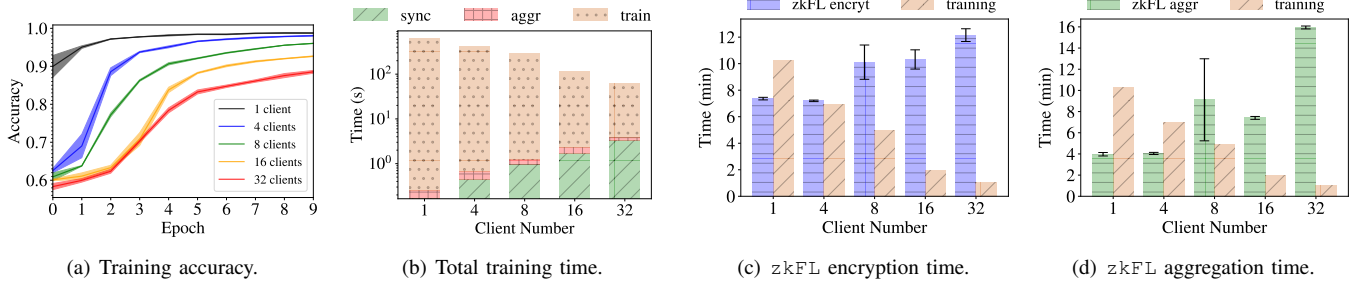 1.0
0.9
0.8
0.7
0.6
Accuracy
0 1 2 3 4 5 6 7 8 9
Epoch
1 client
4 clients
8 clients
16 clients
32 clients
(a) Training accuracy.
sync aggr train
10²
10⁰
Time (s)
1 4 8 16 32
Client Number
(b) Total training time.
zkFL encryt training
12
10
8
6
4
2
0
Time (min)
1 4 8 16 32
Client Number
(c) zkFL encryption time.
zkFL aggr training
16
14
12
10
8
6
4
2
0
Time (min)
1 4 8 16 32
Client Number
(d) zkFL aggregation time.